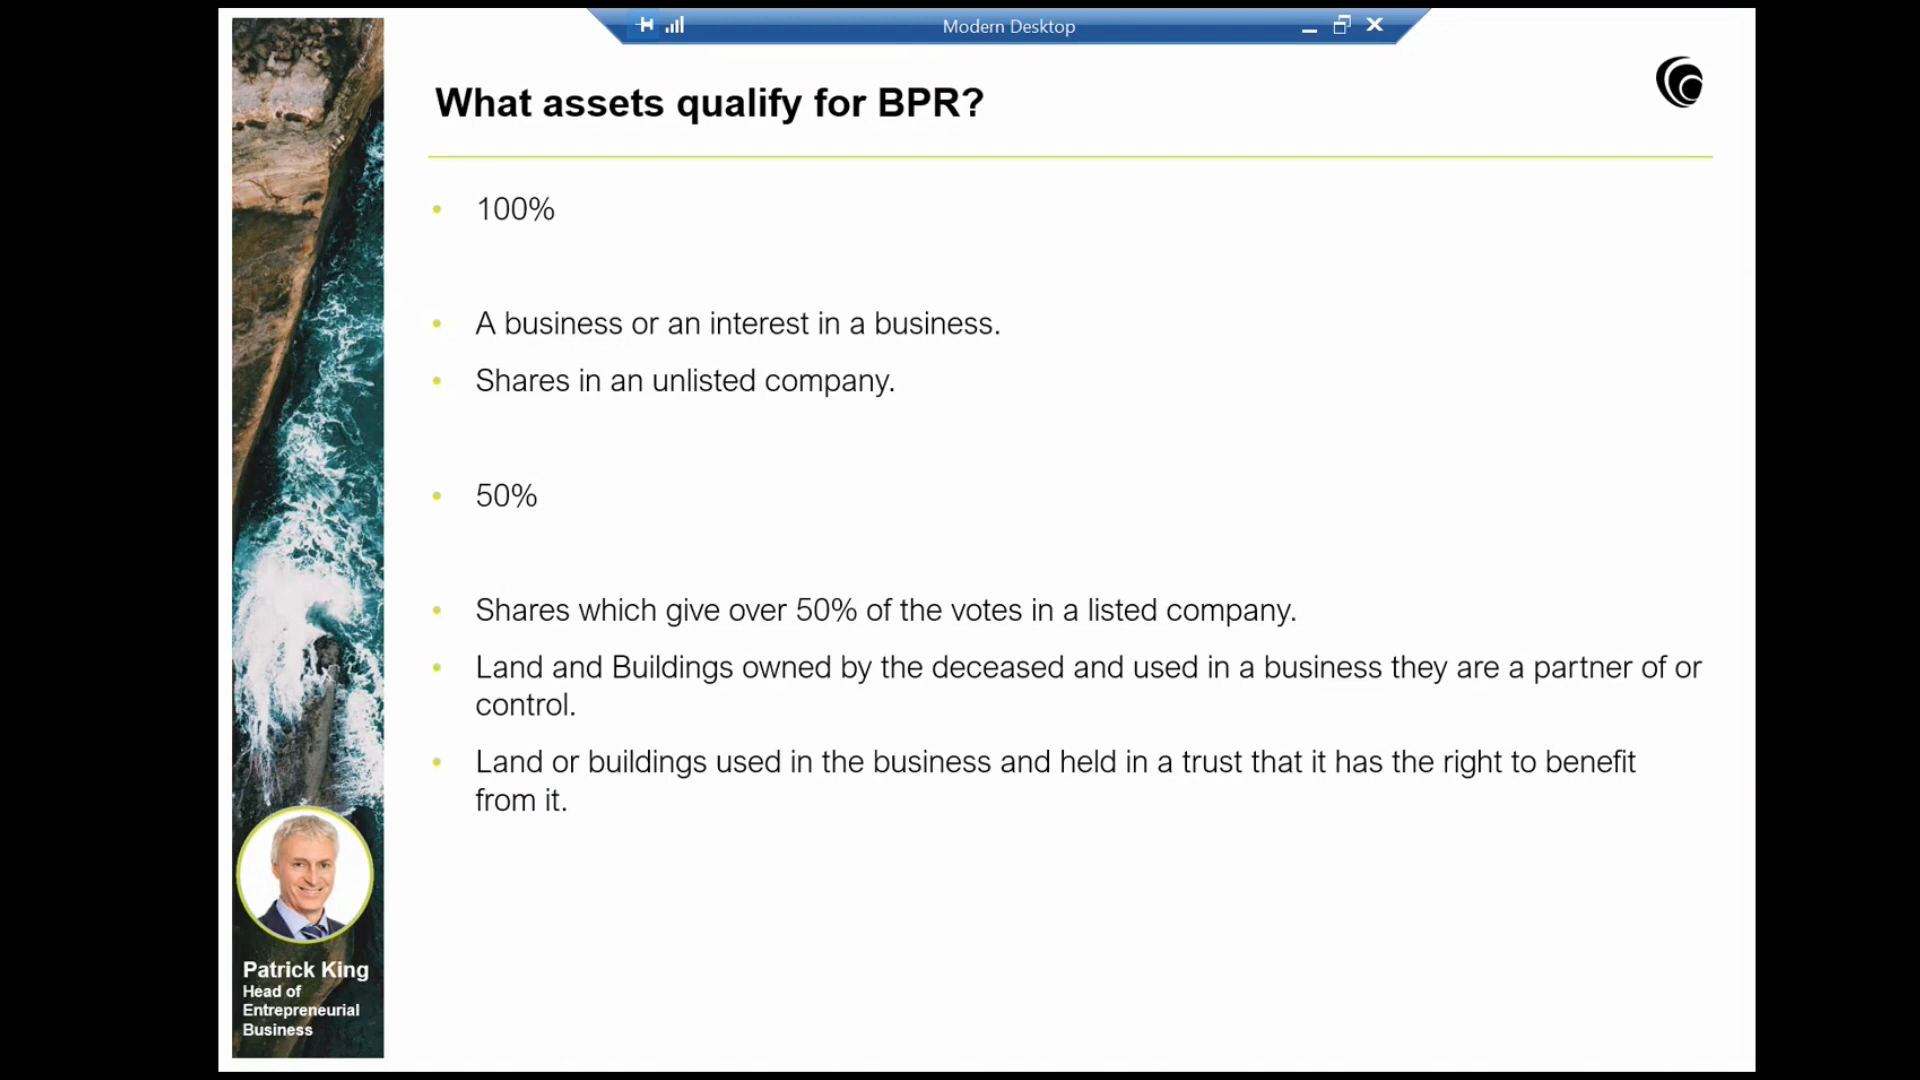 Modern Desktop
What assets qualify for BPR?
• 100%
• A business or an interest in a business.
• Shares in an unlisted company.
• 50%
• Shares which give over 50% of the votes in a listed company.
• Land and Buildings owned by the deceased and used in a business they are a partner of or
control.
• Land or buildings used in the business and held in a trust that it has the right to benefit
from it.
Patrick King
Head of
Entrepreneurial
Business